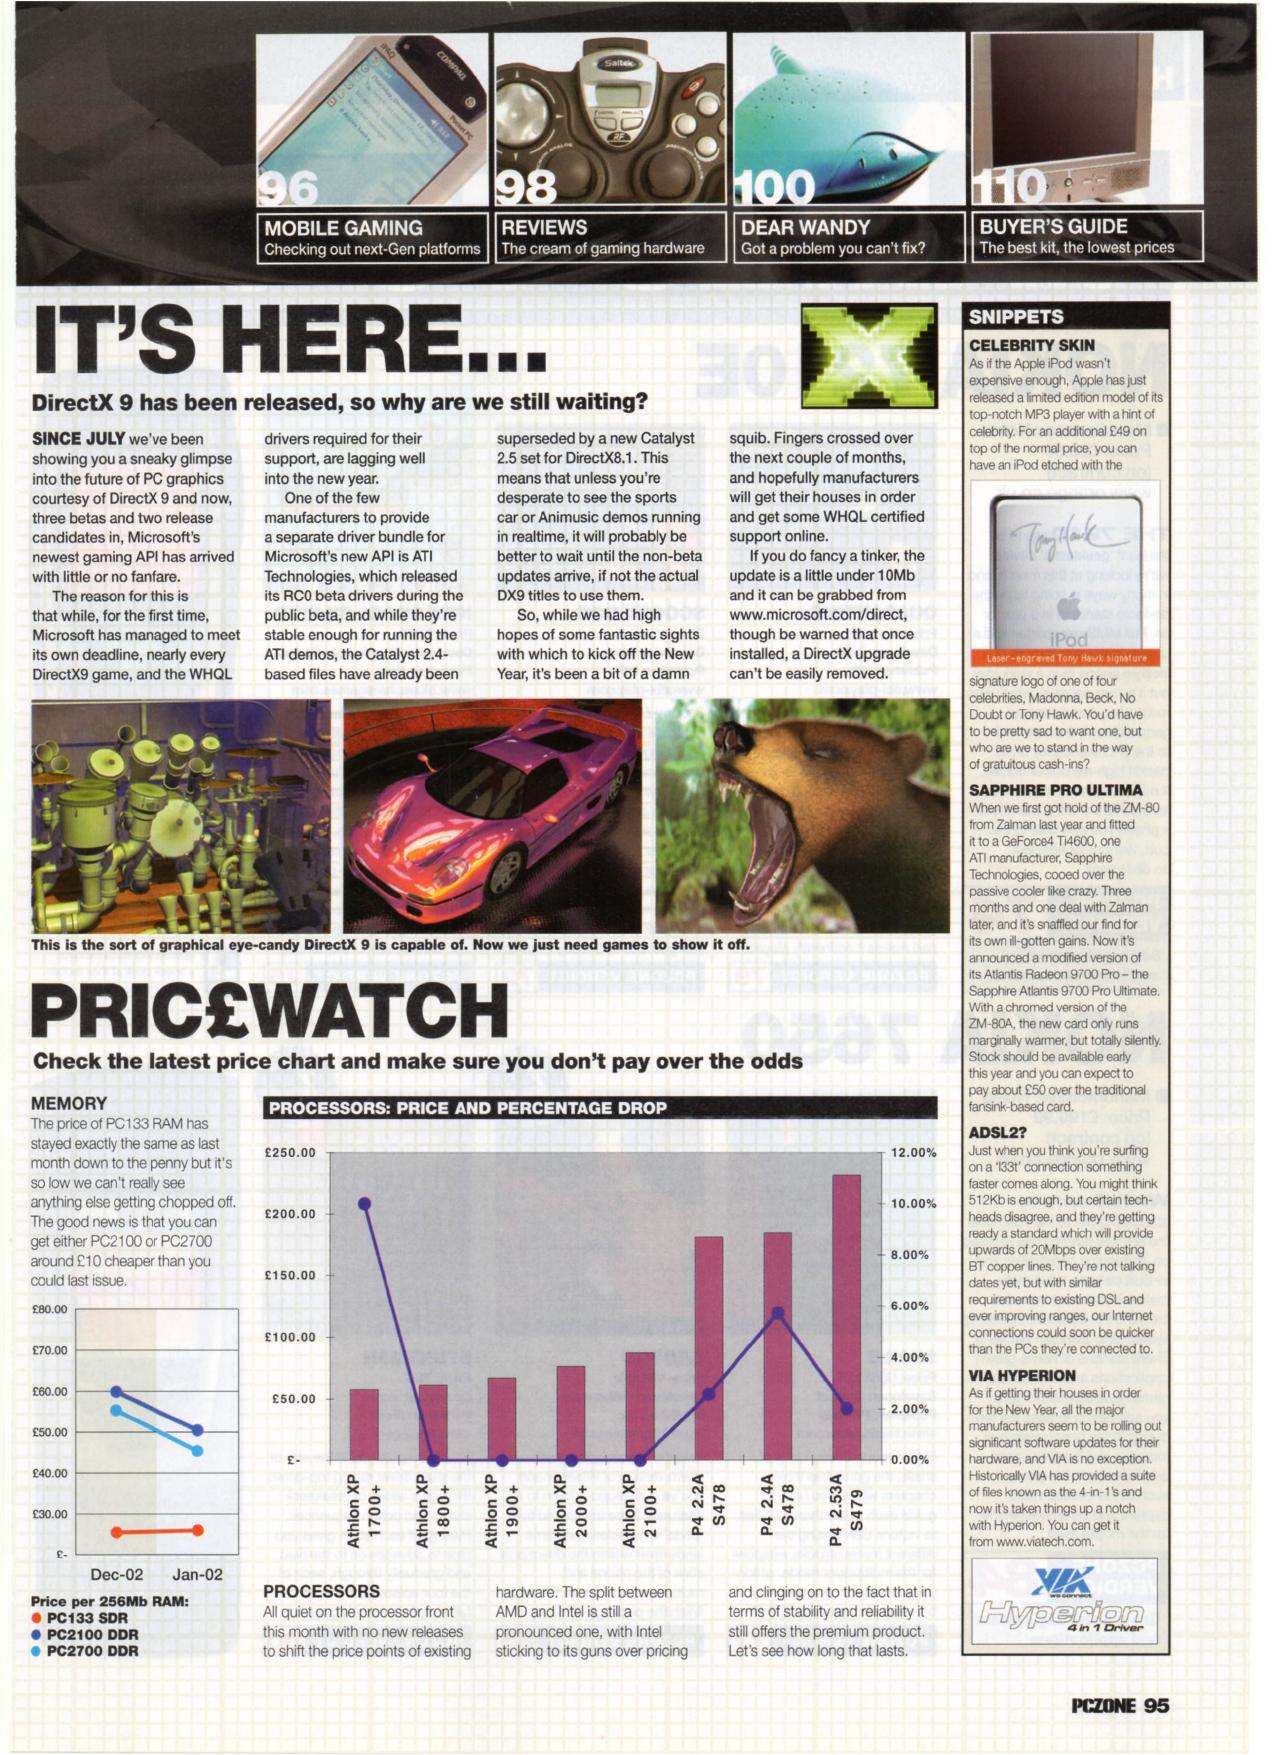 96
MOBILE GAMING
Checking out next-Gen platforms
98
REVIEWS
The cream of gaming hardware
100
DEAR WANDY
Got a problem you can't fix?
110
BUYER'S GUIDE
The best kit, the lowest prices
iPAQ
COMPAQ
Pocket PC
Saitek
IT'S HERE...
DirectX 9 has been released, so why are we still waiting?
SINCE JULY we've been
showing you a sneaky glimpse
into the future of PC graphics
courtesy of DirectX 9 and now,
three betas and two release
candidates in, Microsoft's
newest gaming API has arrived
with little or no fanfare.
The reason for this is
that while, for the first time,
Microsoft has managed to meet
its own deadline, nearly every
DirectX9 game, and the WHQL
drivers required for their
support, are lagging well
into the new year.
One of the few
manufacturers to provide
a separate driver bundle for
Microsoft's new API is ATI
Technologies, which released
its RC0 beta drivers during the
public beta, and while they're
stable enough for running the
ATI demos, the Catalyst 2.4-
based files have already been
superseded by a new Catalyst
2.5 set for DirectX8.1. This
means that unless you're
desperate to see the sports
car or Animusic demos running
in realtime, it will probably be
better to wait until the non-beta
updates arrive, if not the actual
DX9 titles to use them.
So, while we had high
hopes of some fantastic sights
with which to kick off the New
Year, it's been a bit of a damn
squib. Fingers crossed over
the next couple of months,
and hopefully manufacturers
will get their houses in order
and get some WHQL certified
support online.
If you do fancy a tinker, the
update is a little under 10Mb
and it can be grabbed from
www.microsoft.com/direct,
though be warned that once
installed, a DirectX upgrade
can't be easily removed.
This is the sort of graphical eye-candy DirectX 9 is capable of. Now we just need games to show it off.
PRIC£WATCH
Check the latest price chart and make sure you don't pay over the odds
MEMORY
The price of PC133 RAM has
stayed exactly the same as last
month down to the penny but it's
so low we can't really see
anything else getting chopped off.
The good news is that you can
get either PC2100 or PC2700
around £10 cheaper than you
could last issue.
£80.00
£70.00
£60.00
£50.00
£40.00
£30.00
£-
Dec-02 Jan-02
Price per 256Mb RAM:
PC133 SDR
PC2100 DDR
PC2700 DDR
PROCESSORS: PRICE AND PERCENTAGE DROP
£250.00
£200.00
£150.00
£100.00
£50.00
£-
12.00%
10.00%
8.00%
6.00%
4.00%
2.00%
0.00%
Athlon XP 1700+
Athlon XP 1800+
Athlon XP 1900+
Athlon XP 2000+
Athlon XP 2100+
P4 2.2A S478
P4 2.4A S478
P4 2.53A S479
PROCESSORS
All quiet on the processor front
this month with no new releases
to shift the price points of existing
hardware. The split between
AMD and Intel is still a
pronounced one, with Intel
sticking to its guns over pricing
and clinging on to the fact that in
terms of stability and reliability it
still offers the premium product.
Let's see how long that lasts.
SNIPPETS
CELEBRITY SKIN
As if the Apple iPod wasn't
expensive enough, Apple has just
released a limited edition model of its
top-notch MP3 player with a hint of
celebrity. For an additional £49 on
top of the normal price, you can
have an iPod etched with the
Tony Hawk
iPod
Laser-engraved Tony Hawk signature
signature logo of one of four
celebrities, Madonna, Beck, No
Doubt or Tony Hawk. You'd have
to be pretty sad to want one, but
who are we to stand in the way
of gratuitous cash-ins?
SAPPHIRE PRO ULTIMA
When we first got hold of the ZM-80
from Zalman last year and fitted
it to a GeForce4 Ti4600, one
ATI manufacturer, Sapphire
Technologies, cooed over the
passive cooler like crazy. Three
months and one deal with Zalman
later, and it's snaffled our find for
its own ill-gotten gains. Now it's
announced a modified version of
its Atlantis Radeon 9700 Pro – the
Sapphire Atlantis 9700 Pro Ultimate.
With a chromed version of the
ZM-80A, the new card only runs
marginally warmer, but totally silently.
Stock should be available early
this year and you can expect to
pay about £50 over the traditional
fansink-based card.
ADSL2?
Just when you think you're surfing
on a 'l33t' connection something
faster comes along. You might think
512Kb is enough, but certain tech-
heads disagree, and they're getting
ready a standard which will provide
upwards of 20Mbps over existing
BT copper lines. They're not talking
dates yet, but with similar
requirements to existing DSL and
ever improving ranges, our Internet
connections could soon be quicker
than the PCs they're connected to.
VIA HYPERION
As if getting their houses in order
for the New Year, all the major
manufacturers seem to be rolling out
significant software updates for their
hardware, and VIA is no exception.
Historically VIA has provided a suite
of files known as the 4-in-1's and
now it's taken things up a notch
with Hyperion. You can get it
from www.viatech.com.
VIA
we connect
Hyperion
4 in 1 Driver
PCZONE 95